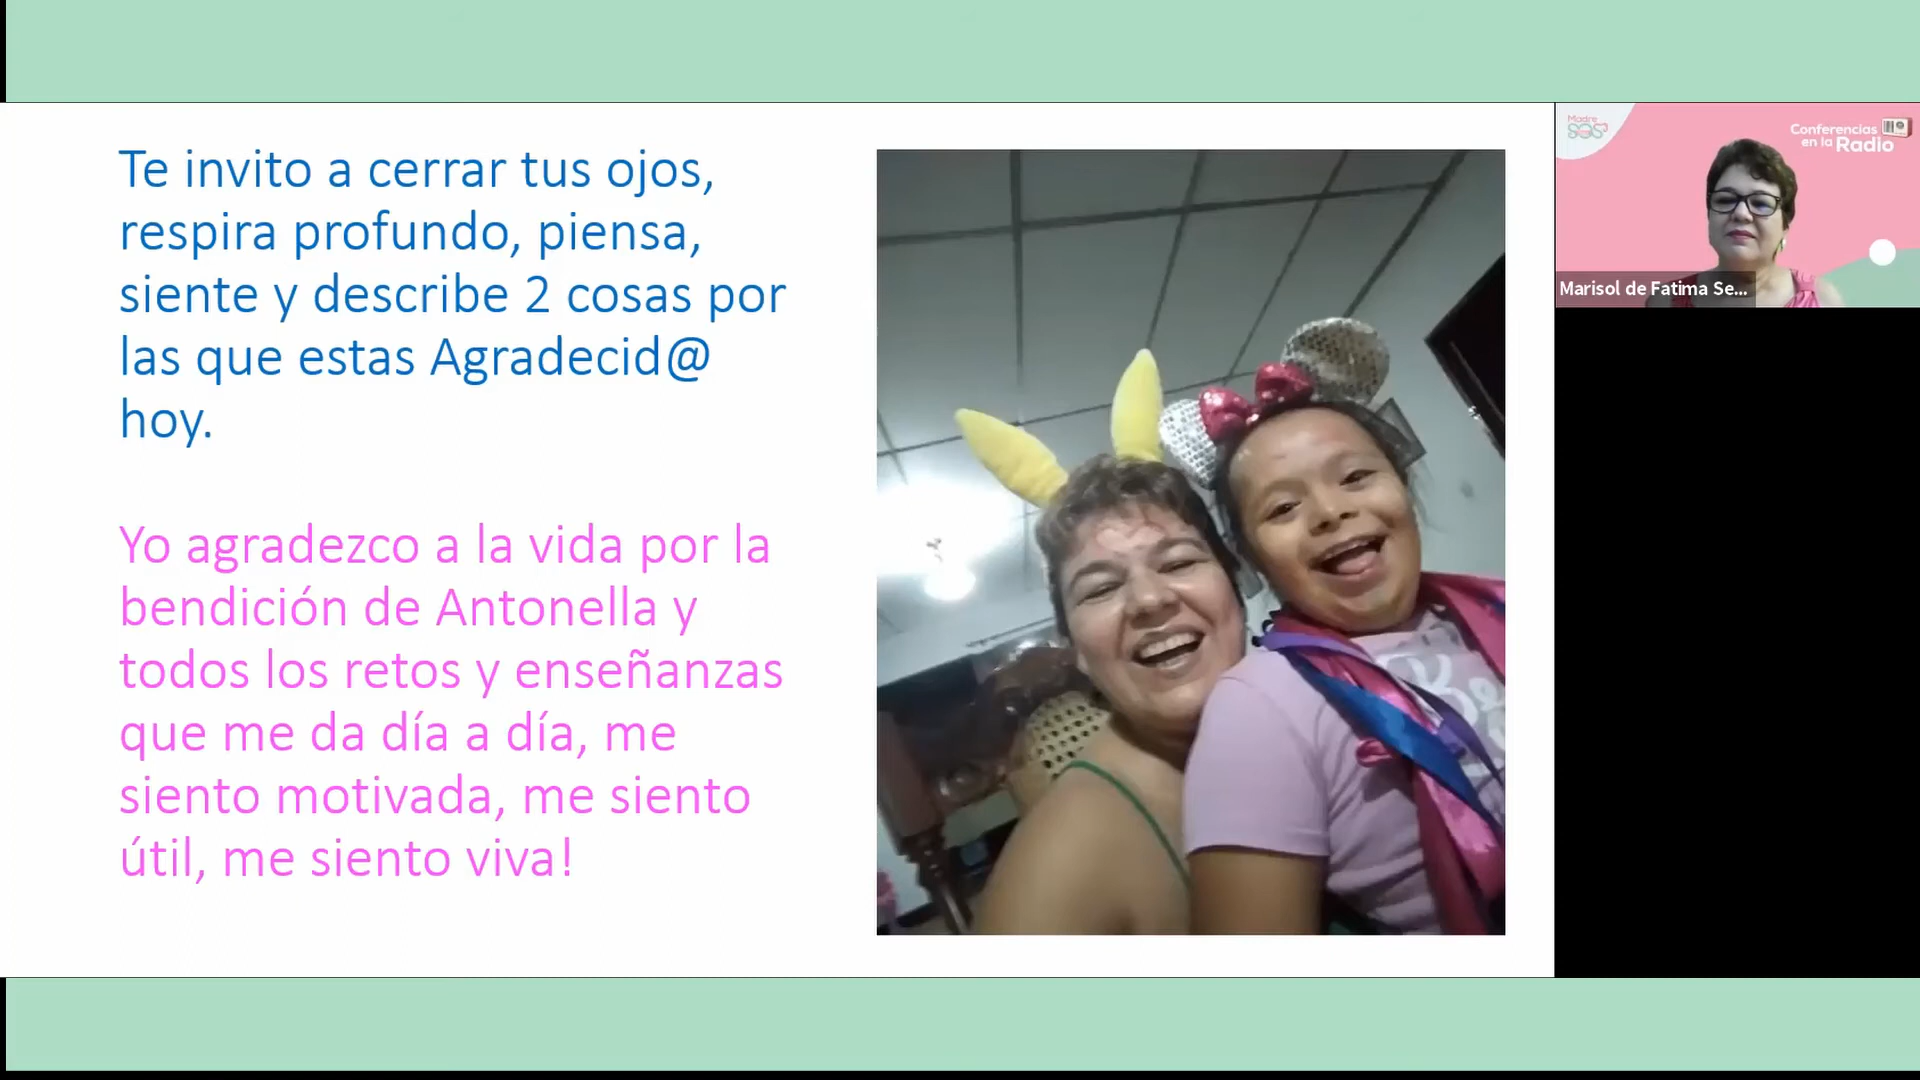 Te invito a cerrar tus ojos,
respira profundo, piensa,
siente y describe 2 cosas por
las que estas Agradecid@
hoy.
Yo agradezco a la vida por la
bendición de Antonella y
todos los retos y enseñanzas
que me da día a día, me
siento motivada, me siento
útil, me siento viva!
Madre
SOS
Conferencias
en la Radio
Marisol de Fatima Se...